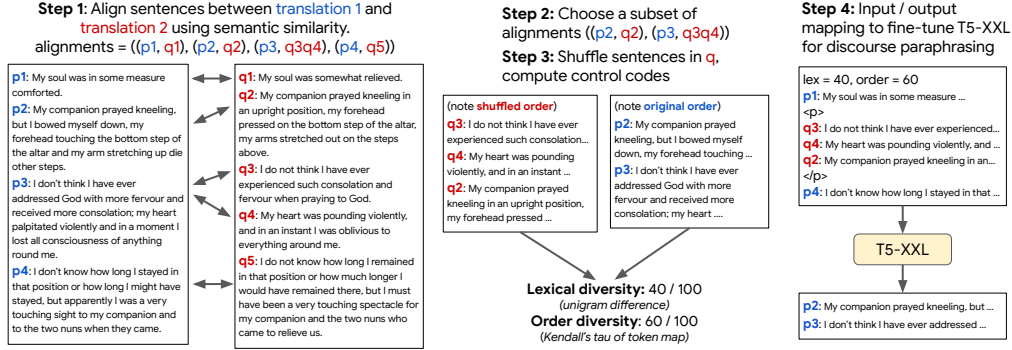 Step 1: Align sentences between translation 1 and
translation 2 using semantic similarity.
alignments = ((p1, q1), (p2, q2), (p3, q3q4), (p4, q5))
p1: My soul was in some measure
comforted.
p2: My companion prayed kneeling,
but I bowed myself down, my
forehead touching the bottom step of
the altar and my arm stretching up die
other steps.
p3: I don't think I have ever
addressed God with more fervour and
received more consolation; my heart
palpitated violently and in a moment I
lost all consciousness of anything
round me.
p4: I don't know how long I stayed in
that position or how long I might have
stayed, but apparently I was a very
touching sight to my companion and
to the two nuns when they came.
q1: My soul was somewhat relieved.
q2: My companion prayed kneeling in
an upright position, my forehead
pressed on the bottom step of the altar,
my arms stretched out on the steps
above.
q3: I do not think I have ever
experienced such consolation and
fervour when praying to God.
q4: My heart was pounding violently,
and in an instant I was oblivious to
everything around me.
q5: I do not know how long I remained
in that position or how much longer I
would have remained there, but I must
have been a very touching spectacle for
my companion and the two nuns who
came to relieve us.
Step 2: Choose a subset of
alignments ((p2, q2), (p3, q3q4))
Step 3: Shuffle sentences in q,
compute control codes
(note shuffled order)
q3: I do not think I have ever
experienced such consolation...
q4: My heart was pounding
violently, and in an instant ...
q2: My companion prayed
kneeling in an upright position,
my forehead pressed ...
(note original order)
p2: My companion prayed
kneeling, but I bowed myself
down, my forehead touching ...
p3: I don't think I have ever
addressed God with more
fervour and received more
consolation; my heart ....
Lexical diversity: 40 / 100
(unigram difference)
Order diversity: 60 / 100
(Kendall's tau of token map)
Step 4: Input / output
mapping to fine-tune T5-XXL
for discourse paraphrasing
lex = 40, order = 60
p1: My soul was in some measure ...
<p>
q3: I do not think I have ever experienced...
q4: My heart was pounding violently, and ...
q2: My companion prayed kneeling in an...
</p>
p4: I don't know how long I stayed in that ...
T5-XXL
p2: My companion prayed kneeling, but ...
p3: I don't think I have ever addressed ...